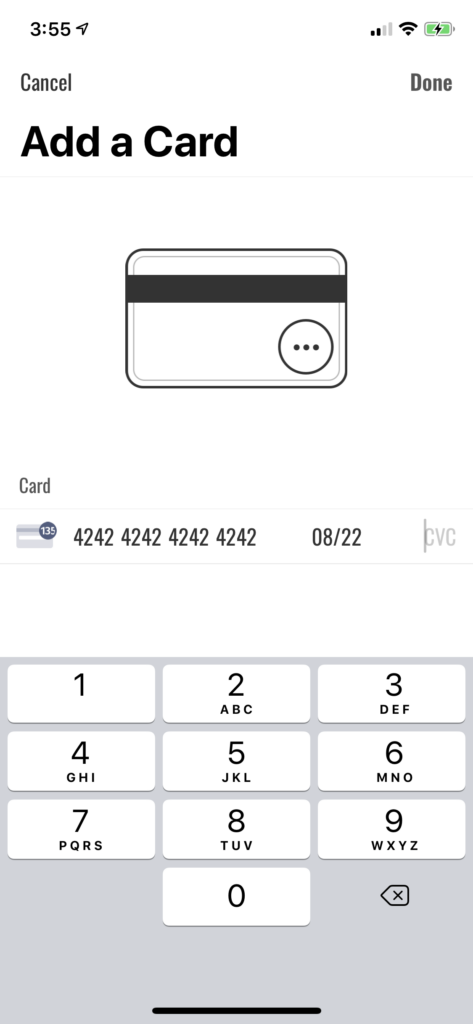 3:55
Cancel Done
Add a Card
Card
135 4242 4242 4242 4242 08/22 CVC
1 2 3
ABC DEF
4 5 6
GHI JKL MNO
7 8 9
PQRS TUV WXYZ
0